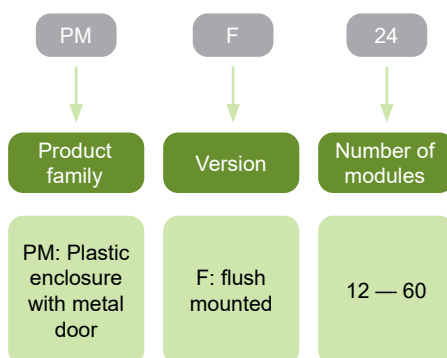 PM
F
24
Product
family
Version
Number of
modules
PM: Plastic
enclosure
with metal
door
F: flush
mounted
12 — 60